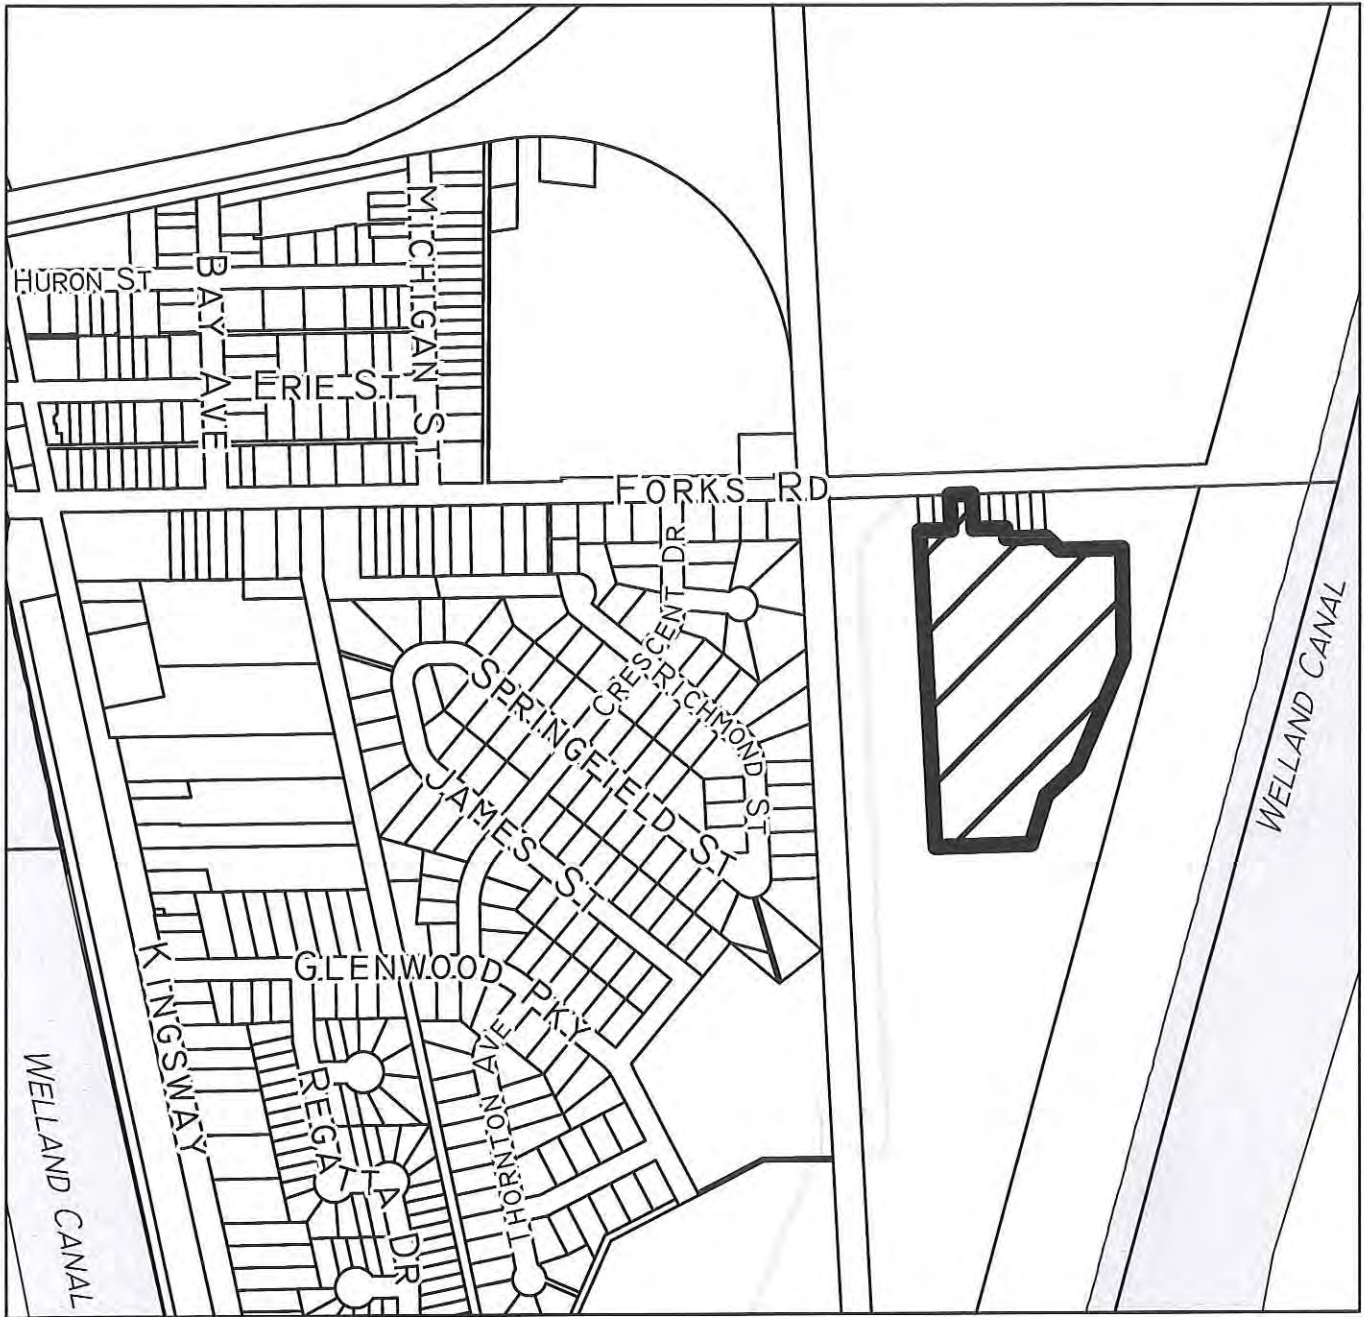 MICHIGAN ST
HURON ST
BAY AVE
ERIE ST
FORKS RD
CRESCENT DR
RICHMOND ST
SPRINGFIELD ST
JAMES ST
WELLAND CANAL
GLENWOOD PKY
KINGSWAY
THORNTON AVE
REGATTA DR
WELLAND CANAL